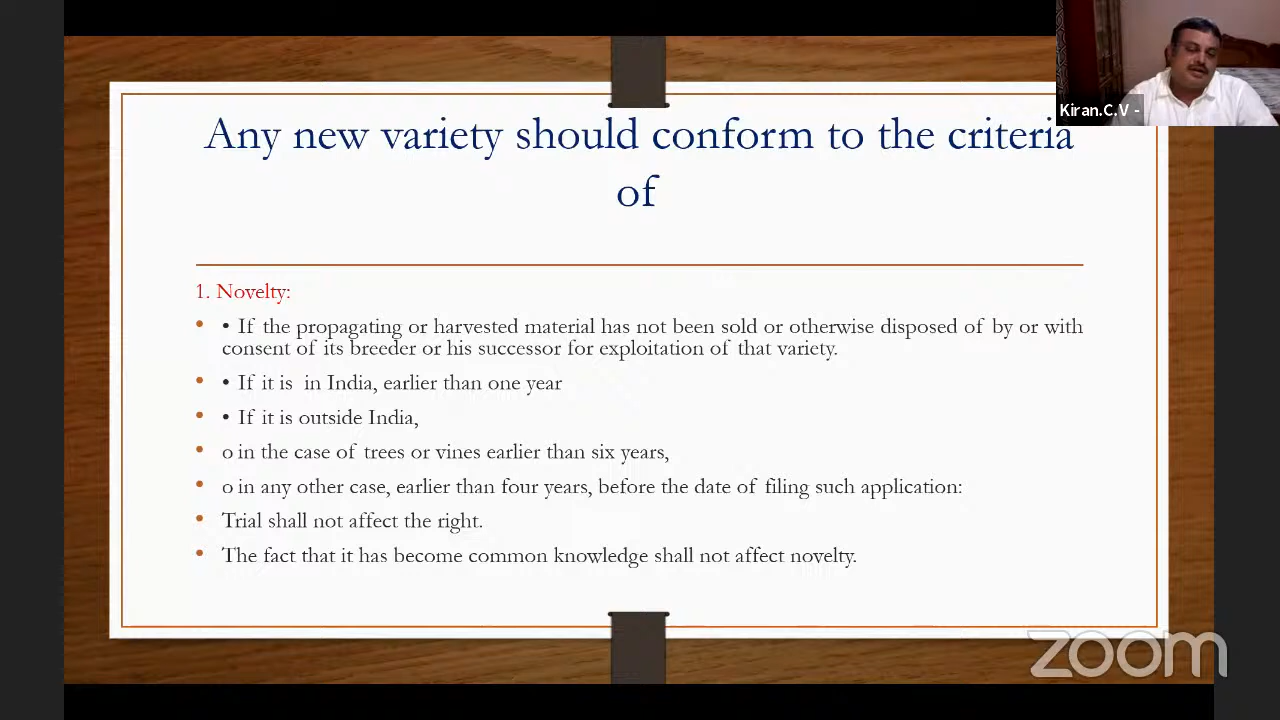 Kiran.C.V -
Any new variety should conform to the criteria
of
1. Novelty:
• • If the propagating or harvested material has not been sold or otherwise disposed of by or with
consent of its breeder or his successor for exploitation of that variety.
• • If it is in India, earlier than one year
• • If it is outside India,
• o in the case of trees or vines earlier than six years,
• o in any other case, earlier than four years, before the date of filing such application:
• Trial shall not affect the right.
• The fact that it has become common knowledge shall not affect novelty.
zoom